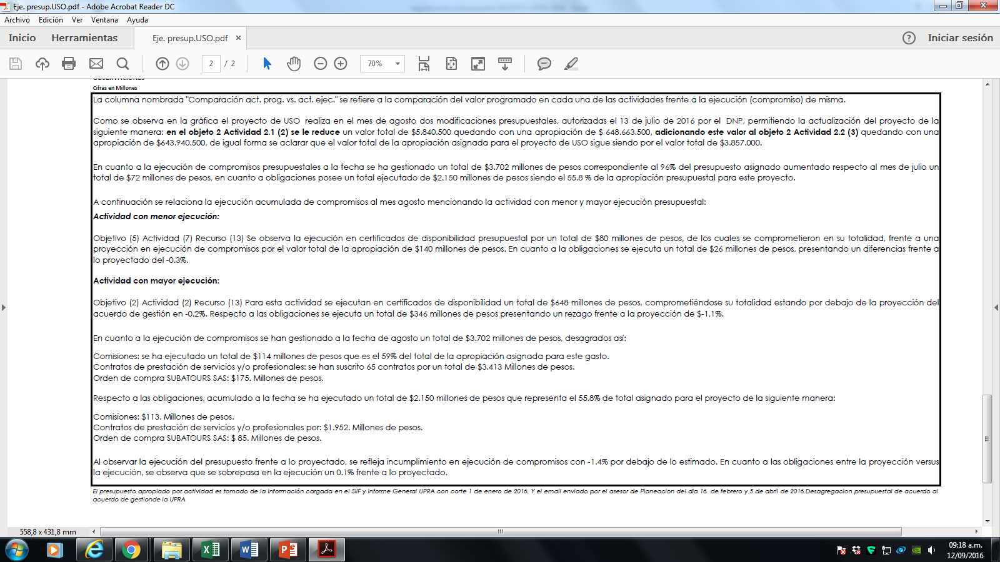 Eje. presup.USO.pdf - Adobe Acrobat Reader DC
Archivo Edición Ver Ventana Ayuda
Inicio Herramientas Eje. presup.USO.pdf × Iniciar sesión
2 / 2 70%
OBSERVACIONES
Cifras en Millones
La columna nombrada "Comparación act. prog. vs. act. ejec." se refiere a la comparación del valor programado en cada una de las actividades frente a la ejecución (compromiso) de misma.
Como se observa en la gráfica el proyecto de USO realiza en el mes de agosto dos modificaciones presupuestales, autorizadas el 13 de julio de 2016 por el DNP, permitiendo la actualización del proyecto de la
siguiente manera: en el objeto 2 Actividad 2.1 (2) se le reduce un valor total de $5.840.500 quedando con una apropiación de $ 648.663.500, adicionando este valor al objeto 2 Actividad 2.2 (3) quedando con una
apropiación de $643.940.500, de igual forma se aclarar que el valor total de la apropiación asignada para el proyecto de USO sigue siendo por el valor total de $3.857.000.
En cuanto a la ejecución de compromisos presupuestales a la fecha se ha gestionado un total de $3.702 millones de pesos correspondiente al 96% del presupuesto asignado aumentado respecto al mes de julio un
total de $72 millones de pesos, en cuanto a obligaciones posee un total ejecutado de $2.150 millones de pesos siendo el 55.8 % de la apropiación presupuestal para este proyecto.
A continuación se relaciona la ejecución acumulada de compromisos al mes agosto mencionando la actividad con menor y mayor ejecución presupuestal:
Actividad con menor ejecución:
Objetivo (5) Actividad (7) Recurso (13) Se observa la ejecución en certificados de disponibilidad presupuestal por un total de $80 millones de pesos, de los cuales se comprometieron en su totalidad, frente a una
proyección en ejecución de compromisos por el valor total de la apropiación de $140 millones de pesos. En cuanto a la obligaciones se ejecuta un total de $26 millones de pesos, presentando un diferencias frente a
lo proyectado del -0.3%.
Actividad con mayor ejecución:
Objetivo (2) Actividad (2) Recurso (13) Para esta actividad se ejecutan en certificados de disponibilidad un total de $648 millones de pesos, comprometiéndose su totalidad estando por debajo de la proyección del
acuerdo de gestión en -0.2%. Respecto a las obligaciones se ejecuta un total de $346 millones de pesos presentando un rezago frente a la proyección de $-1,1%.
En cuanto a la ejecución de compromisos se han gestionado a la fecha de agosto un total de $3.702 millones de pesos, desagrados así:
Comisiones: se ha ejecutado un total de $114 millones de pesos que es el 59% del total de la apropiación asignada para este gasto.
Contratos de prestación de servicios y/o profesionales: se han suscrito 65 contratos por un total de $3.413 Millones de pesos.
Orden de compra SUBATOURS SAS: $175. Millones de pesos.
Respecto a las obligaciones, acumulado a la fecha se ha ejecutado un total de $2.150 millones de pesos que representa el 55.8% de total asignado para el proyecto de la siguiente manera:
Comisiones: $113. Millones de pesos.
Contratos de prestación de servicios y/o profesionales por: $1.952. Millones de pesos.
Orden de compra SUBATOURS SAS: $ 85. Millones de pesos.
Al observar la ejecución del presupuesto frente a lo proyectado, se refleja incumplimiento en ejecución de compromisos con -1.4% por debajo de lo estimado. En cuanto a las obligaciones entre la proyección versus
la ejecución, se observa que se sobrepasa en la ejecución un 0.1% frente a lo proyectado.
El presupuesto apropiado por actividad es tomado de la información cargada en el SIIF y Informe General UPRA con corte 1 de enero de 2016. Y el email enviado por el asesor de Planeacion del dia 16 de febrero y 5 de abril de 2016.Desagregacion presupuestal de acuerdo al
acuerdo de gestionde la UPRA
558,8 x 431,8 mm
09:18 a.m.
12/09/2016